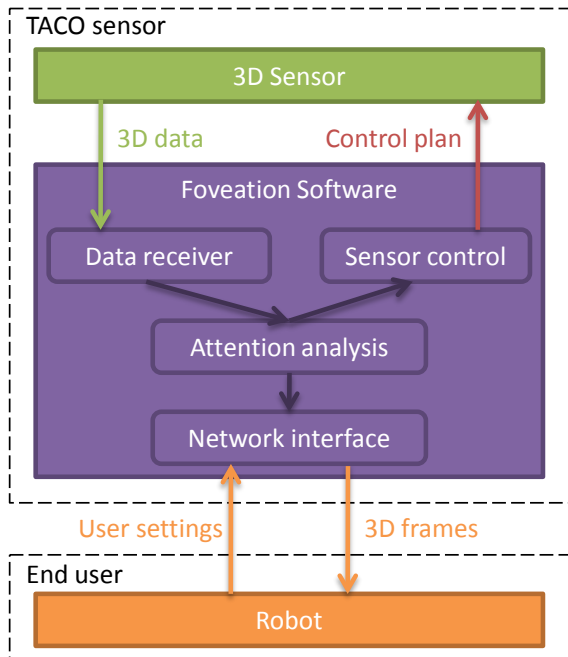 TACO sensor
3D Sensor
3D data
Control plan
Foveation Software
Data receiver
Sensor control
Attention analysis
Network interface
User settings
3D frames
End user
Robot